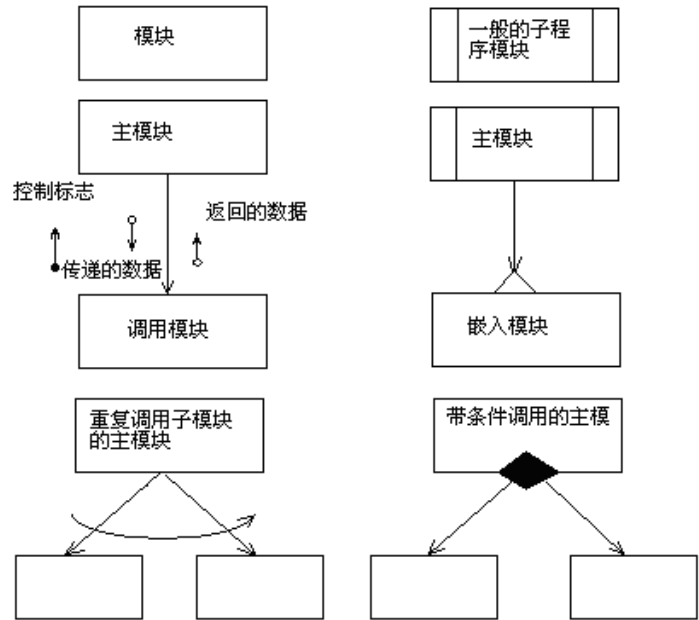 模块
一般的子程
序模块
主模块
主模块
控制标志
返回的数据
传递的数据
调用模块
嵌入模块
重复调用子模块
的主模块
带条件调用的主模